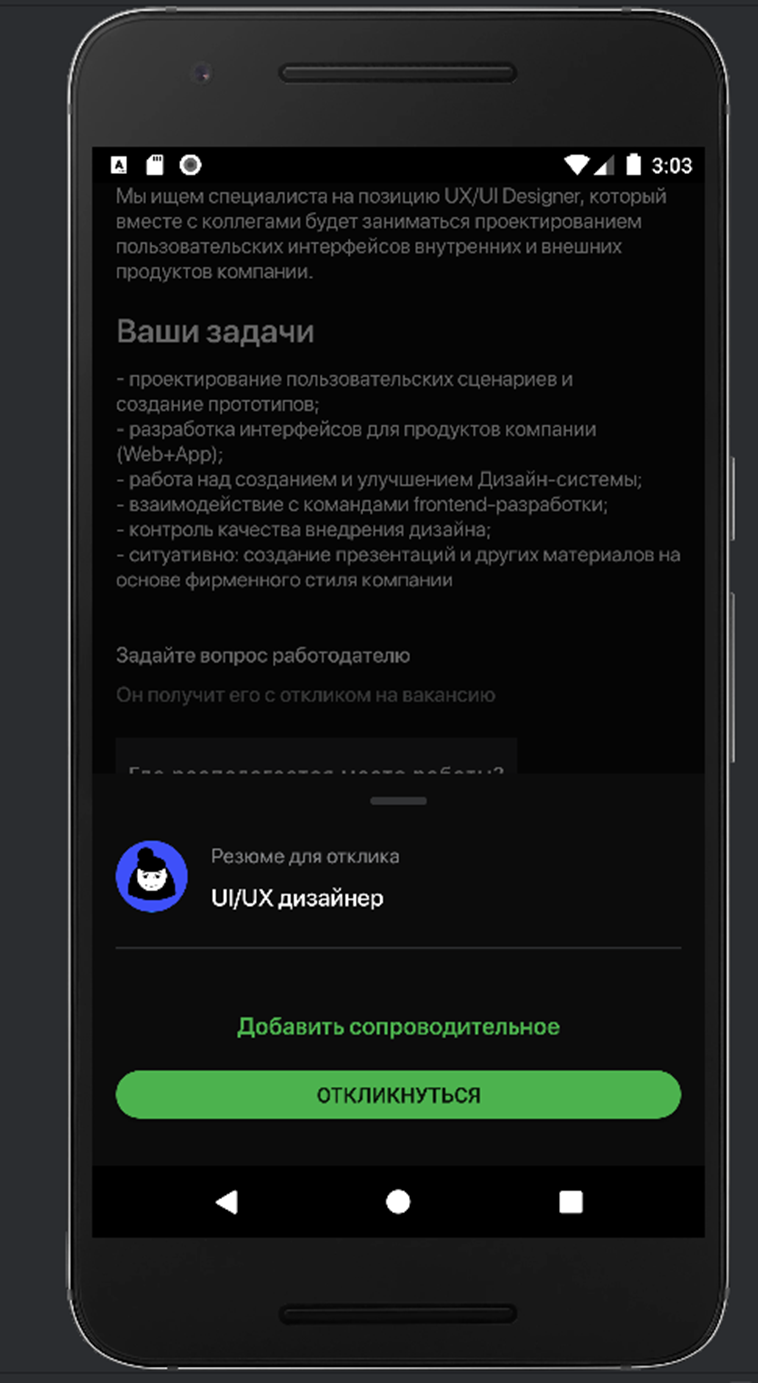 3:03
Мы ищем специалиста на позицию UX/UI Designer, который
вместе с коллегами будет заниматься проектированием
пользовательских интерфейсов внутренних и внешних
продуктов компании.
Ваши задачи
- проектирование пользовательских сценариев и
создание прототипов;
- разработка интерфейсов для продуктов компании
(Web+App);
- работа над созданием и улучшением Дизайн-системы;
- взаимодействие с командами frontend-разработки;
- контроль качества внедрения дизайна;
- ситуативно: создание презентаций и других материалов на
основе фирменного стиля компании
Задайте вопрос работодателю
Он получит его с откликом на вакансию
Где располагается место работы?
Резюме для отклика
UI/UX дизайнер
Добавить сопроводительное
ОТКЛИКНУТЬСЯ